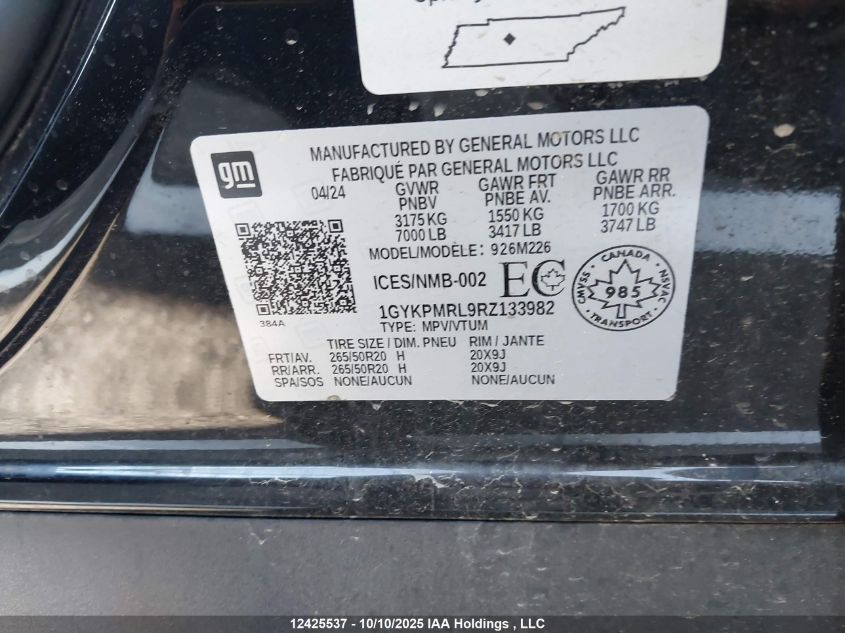 gm
MANUFACTURED BY GENERAL MOTORS LLC
FABRIQUÉ PAR GENERAL MOTORS LLC
04/24
GVWR GAWR FRT GAWR RR
PNBV PNBE AV. PNBE ARR.
3175 KG 1550 KG 1700 KG
7000 LB 3417 LB 3747 LB
MODEL/MODÈLE: 926M226
384A
ICES/NMB-002 EC
CANADA
CMVSS 985 NSVAC
TRANSPORT
1GYKPMRL9RZ133982
TYPE: MPV/VTUM
TIRE SIZE / DIM. PNEU RIM / JANTE
FRT/AV. 265/50R20 H 20X9J
RR/ARR. 265/50R20 H 20X9J
SPA/SOS NONE/AUCUN NONE/AUCUN
12425537 - 10/10/2025 IAA Holdings , LLC